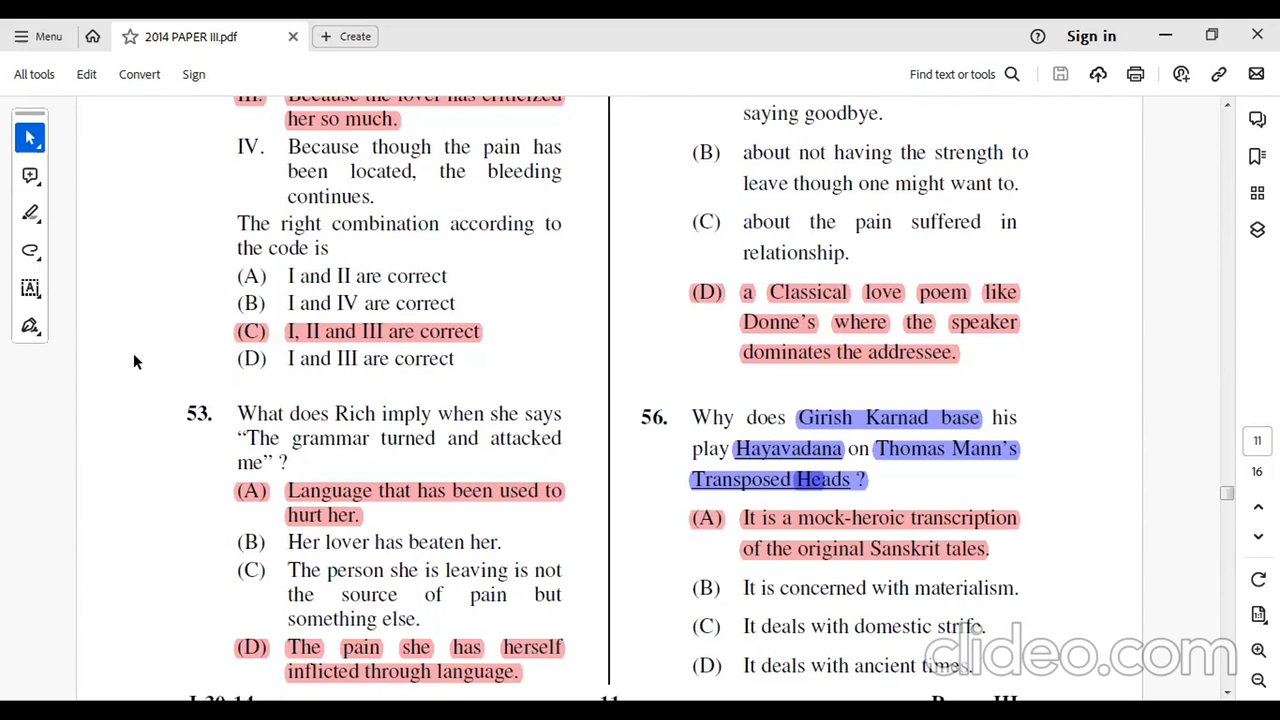 Menu
2014 PAPER III.pdf
Create
Sign in
All tools
Edit
Convert
Sign
Find text or tools
III. Because the lover has criticized
her so much.
IV. Because though the pain has
been located, the bleeding
continues.
The right combination according to
the code is
(A) I and II are correct
(B) I and IV are correct
(C) I, II and III are correct
(D) I and III are correct
53. What does Rich imply when she says
“The grammar turned and attacked
me” ?
(A) Language that has been used to
hurt her.
(B) Her lover has beaten her.
(C) The person she is leaving is not
the source of pain but
something else.
(D) The pain she has herself
inflicted through language.
saying goodbye.
(B) about not having the strength to
leave though one might want to.
(C) about the pain suffered in
relationship.
(D) a Classical love poem like
Donne’s where the speaker
dominates the addressee.
56. Why does Girish Karnad base his
play Hayavadana on Thomas Mann’s
Transposed Heads ?
(A) It is a mock-heroic transcription
of the original Sanskrit tales.
(B) It is concerned with materialism.
(C) It deals with domestic strife.
(D) It deals with ancient times.
11
16
clideo.com